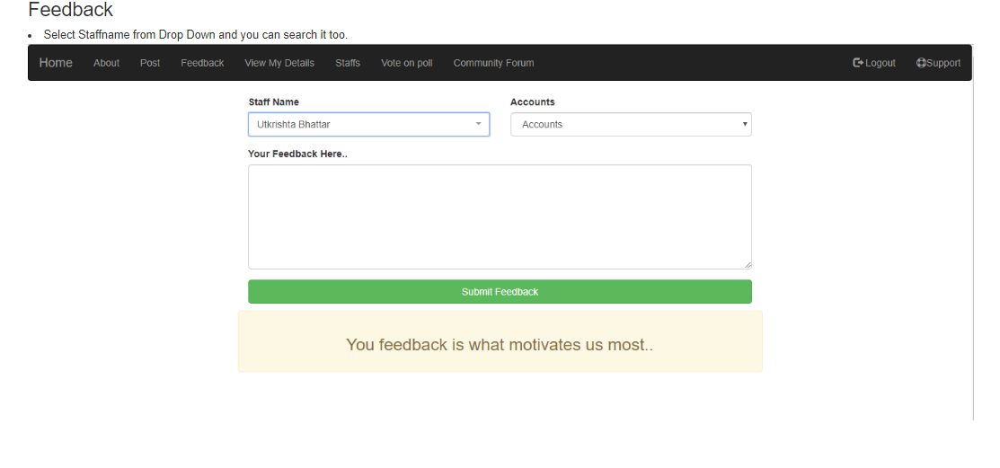 Feedback
• Select Staffname from Drop Down and you can search it too.
Home About Post Feedback View My Details Staffs Vote on poll Community Forum Logout Support
Staff Name Accounts
Utkrishta Bhattar Accounts
Your Feedback Here..
Submit Feedback
You feedback is what motivates us most..